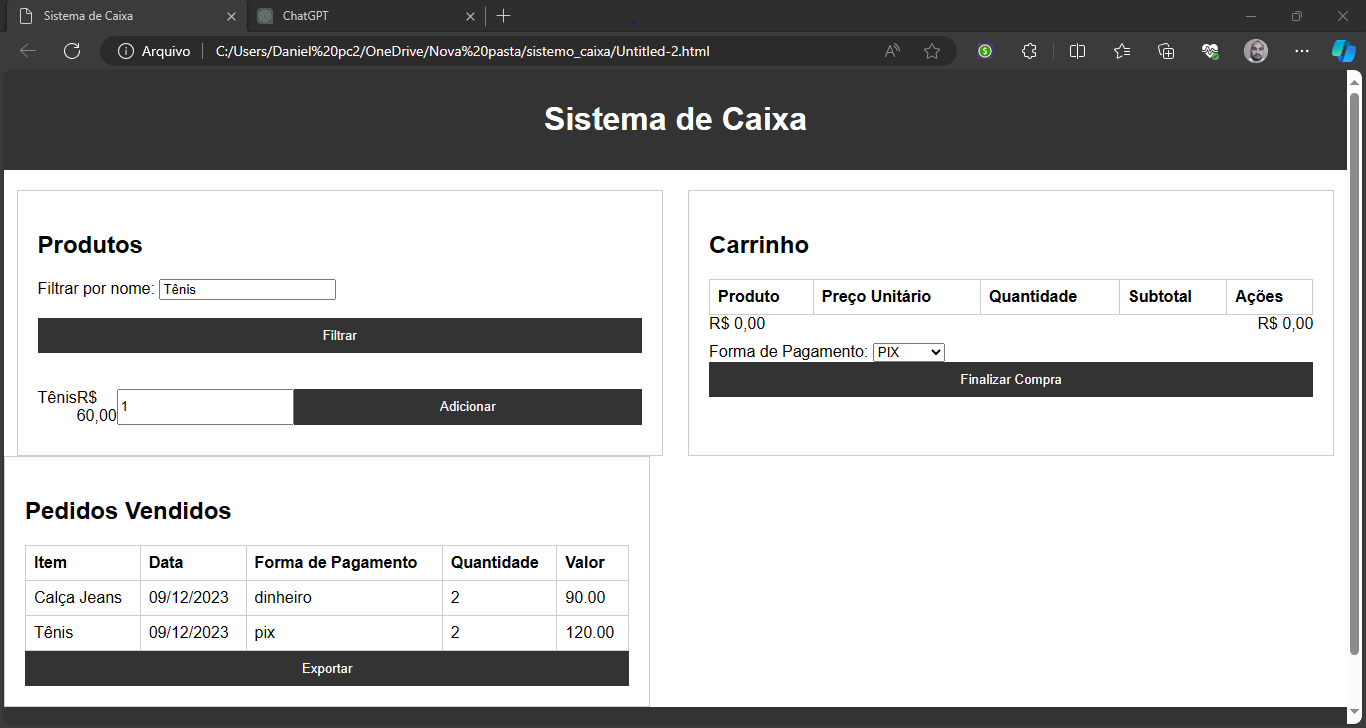 Sistema de Caixa
ChatGPT
Arquivo
C:/Users/Daniel%20pc2/OneDrive/Nova%20pasta/sistemo_caixa/Untitled-2.html
Sistema de Caixa
Produtos
Filtrar por nome: Tênis
Filtrar
TênisR$
60,00 1 Adicionar
Carrinho
Produto Preço Unitário Quantidade Subtotal Ações
R$ 0,00 R$ 0,00
Forma de Pagamento: PIX
Finalizar Compra
Pedidos Vendidos
Item Data Forma de Pagamento Quantidade Valor
Calça Jeans 09/12/2023 dinheiro 2 90.00
Tênis 09/12/2023 pix 2 120.00
Exportar